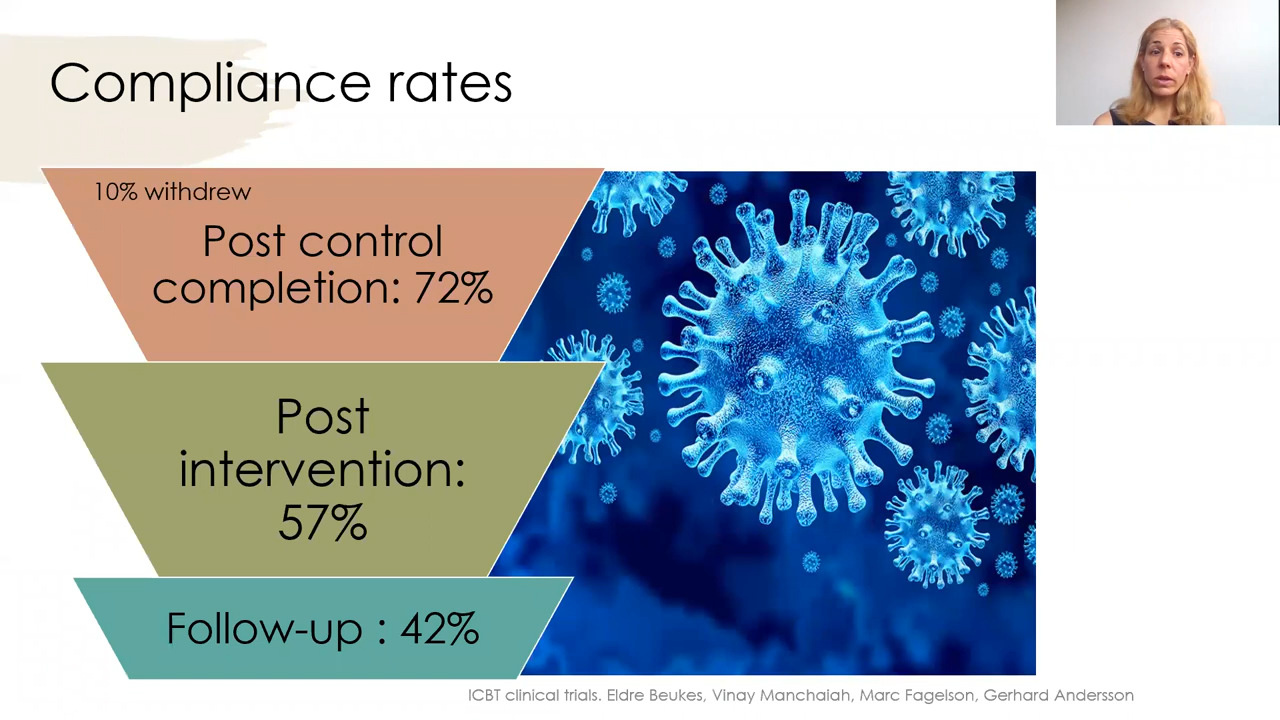 Compliance rates
10% withdrew
Post control
completion: 72%
Post
intervention:
57%
Follow-up : 42%
ICBT clinical trials. Eldre Beukes, Vinay Manchaiah, Marc Fagelson, Gerhard Andersson